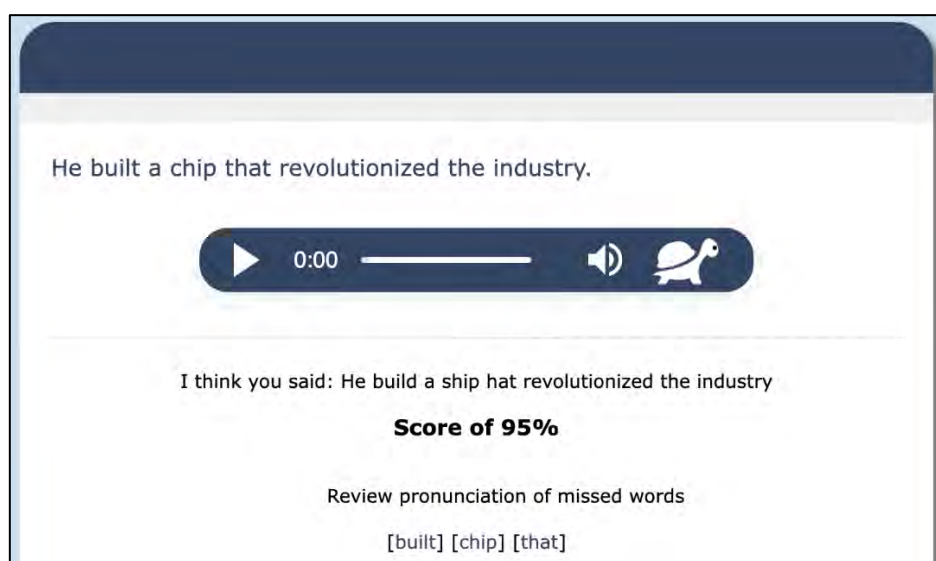 He built a chip that revolutionized the industry.
0:00
I think you said: He build a ship hat revolutionized the industry
Score of 95%
Review pronunciation of missed words
[built] [chip] [that]